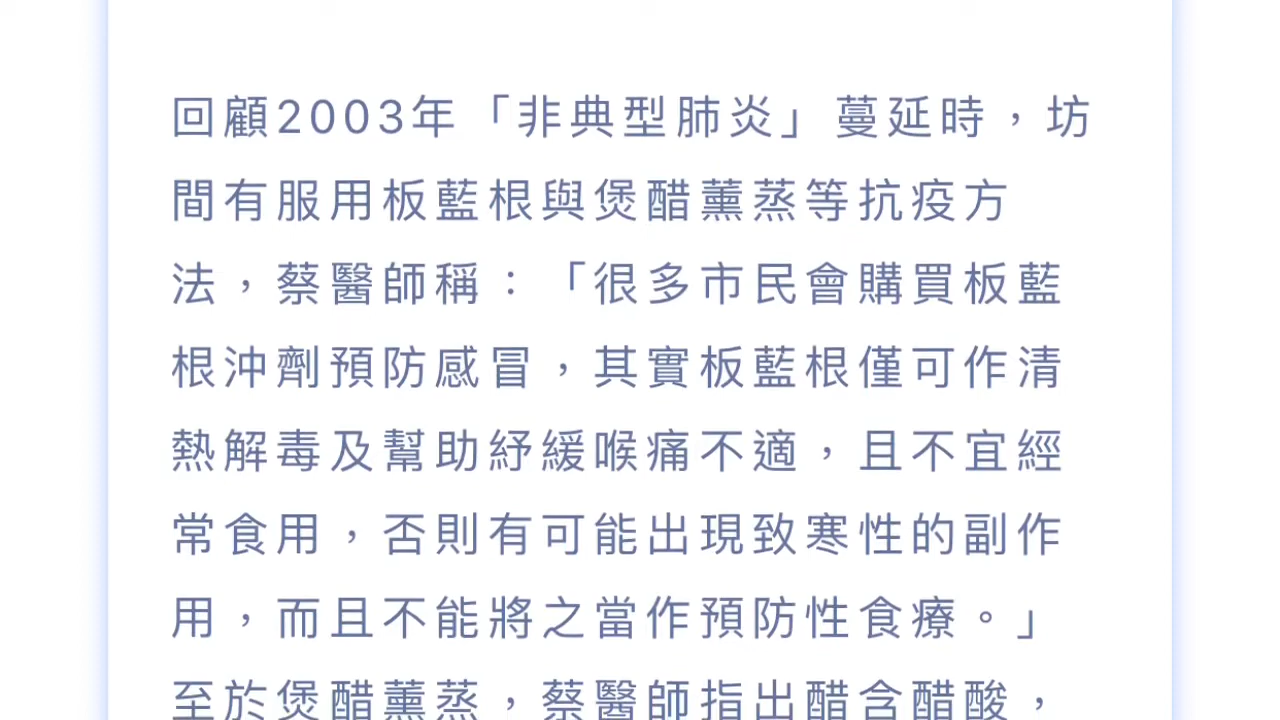 回顧2003年「非典型肺炎」蔓延時，坊
間有服用板藍根與煲醋薰蒸等抗疫方
法，蔡醫師稱：「很多市民會購買板藍
根沖劑預防感冒，其實板藍根僅可作清
熱解毒及幫助紓緩喉痛不適，且不宜經
常食用，否則有可能出現致寒性的副作
用，而且不能將之當作預防性食療。」
至於煲醋薰蒸，蔡醫師指出醋含醋酸，